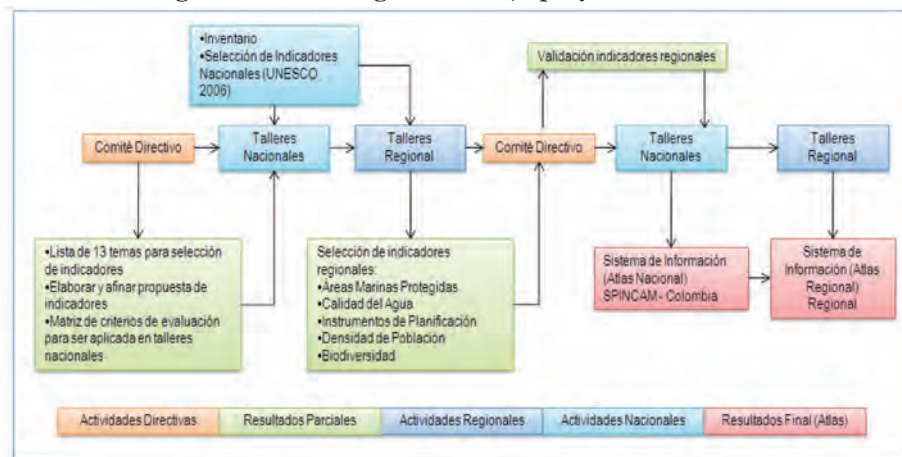 •Inventario
•Selección de Indicadores
Nacionales (UNESCO,
2006)
Validación indicadores regionales
Comité Directivo
Talleres
Nacionales
Talleres
Regional
Comité Directivo
Talleres
Nacionales
Talleres
Regional
•Lista de 13 temas para selección
de indicadores
•Elaborar y afinar propuesta de
indicadores
•Matriz de criterios de evaluación
para ser aplicada en talleres
nacionales
Selección de indicadores
regionales:
•Áreas Marinas Protegidas
•Calidad del Agua
•Instrumentos de Planificación
•Densidad de Población
•Biodiversidad
Sistema de Información
(Atlas Nacional)
SPINCAM - Colombia
Sistema de
Información (Atlas
Regional)
Regional
Actividades Directivas
Resultados Parciales
Actividades Regionales
Actividades Nacionales
Resultados Final (Atlas)